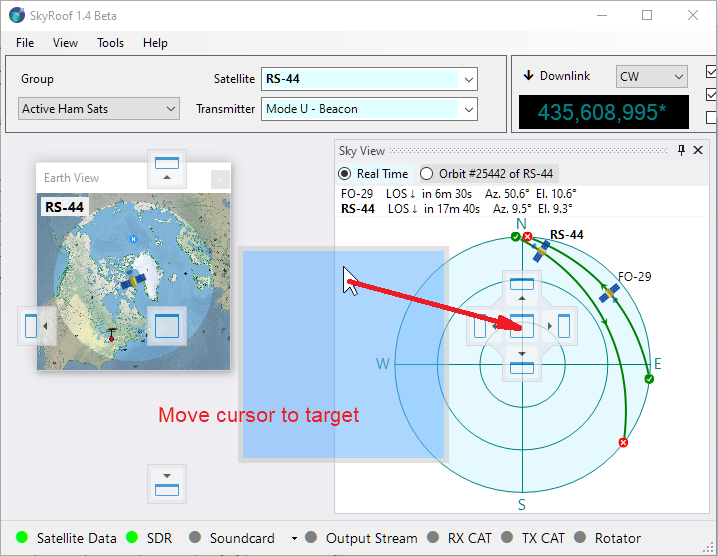 SkyRoof 1.4 Beta
File View Tools Help
Group
Satellite RS-44
Active Ham Sats
Transmitter Mode U - Beacon
Downlink CW
435,608,995*
Earth View
RS-44
Sky View
Real Time Orbit #25442 of RS-44
FO-29 LOS↓ in 6m 30s Az. 50.6° El. 10.6°
RS-44 LOS↓ in 17m 40s Az. 9.5° El. 9.3°
N
RS-44
FO-29
W
E
Move cursor to target
S
Satellite Data SDR Soundcard Output Stream RX CAT TX CAT Rotator